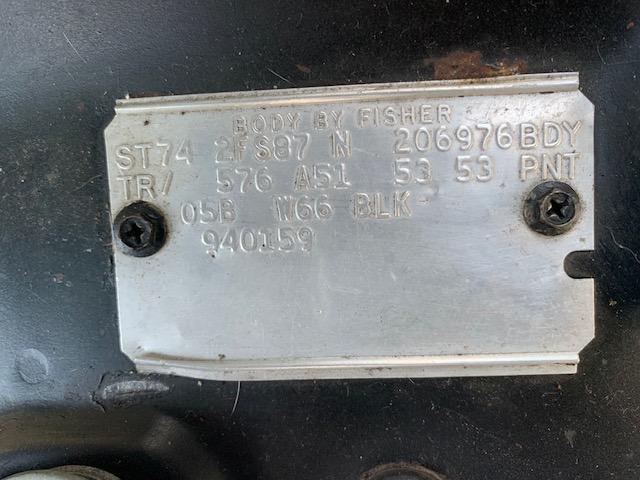 BODY BY FISHER
ST74 2FS87 N 206976BDY
TR/ 576 A51 53 53 PNT
05B W66 BLK
940159